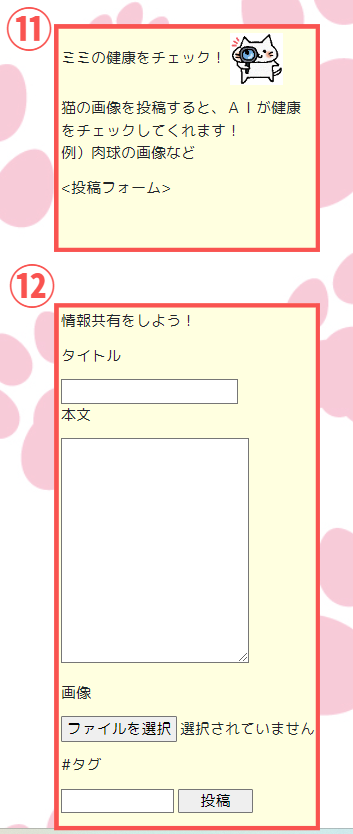 ⑪
ミミの健康をチェック！
猫の画像を投稿すると、ＡＩが健康
をチェックしてくれます！
例）肉球の画像など
<投稿フォーム>
⑫
情報共有をしよう！
タイトル
本文
画像
ファイルを選択 選択されていません
#タグ
投稿